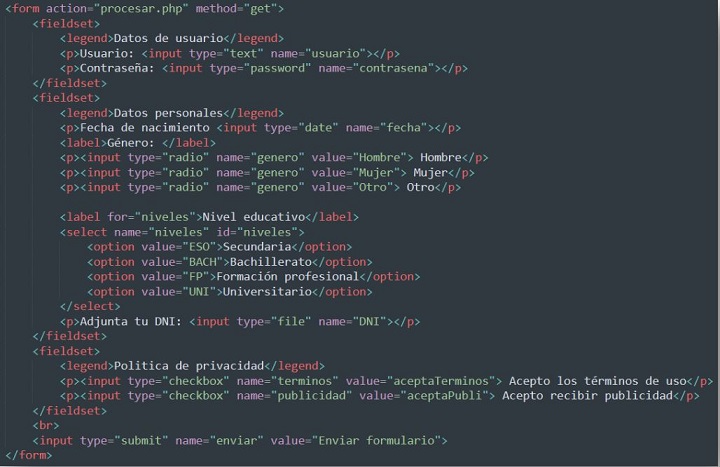 <form action="procesar.php" method="get">
    <fieldset>
        <legend>Datos de usuario</legend>
        <p>Usuario: <input type="text" name="usuario"></p>
        <p>Contraseña: <input type="password" name="contrasena"></p>
    </fieldset>
    <fieldset>
        <legend>Datos personales</legend>
        <p>Fecha de nacimiento <input type="date" name="fecha"></p>
        <label>Género: </label>
        <p><input type="radio" name="genero" value="Hombre"> Hombre</p>
        <p><input type="radio" name="genero" value="Mujer"> Mujer</p>
        <p><input type="radio" name="genero" value="Otro"> Otro</p>

        <label for="niveles">Nivel educativo</label>
        <select name="niveles" id="niveles">
            <option value="ESO">Secundaria</option>
            <option value="BACH">Bachillerato</option>
            <option value="FP">Formación profesional</option>
            <option value="UNI">Universitario</option>
        </select>
        <p>Adjunta tu DNI: <input type="file" name="DNI"></p>
    </fieldset>
    <fieldset>
        <legend>Politica de privacidad</legend>
        <p><input type="checkbox" name="terminos" value="aceptaTerminos"> Acepto los términos de uso</p>
        <p><input type="checkbox" name="publicidad" value="aceptaPubli"> Acepto recibir publicidad</p>
    </fieldset>
    <br>
    <input type="submit" name="enviar" value="Enviar formulario">
</form>